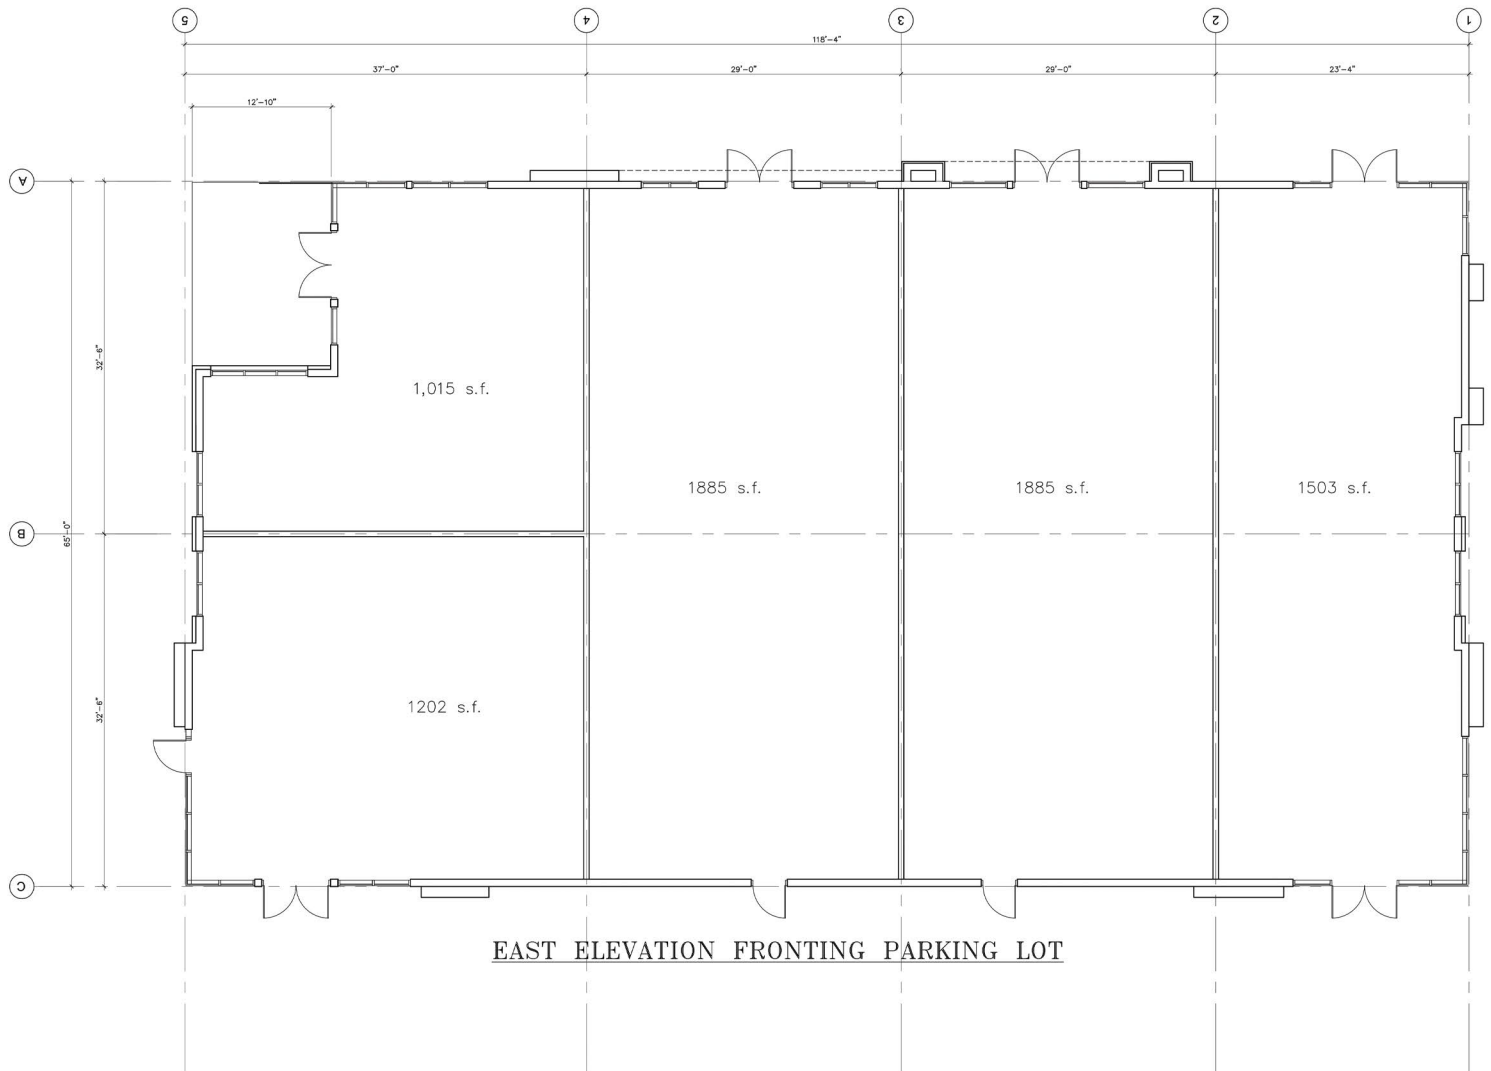 5 4 3 2 1
118'-4"
37'-0" 29'-0" 29'-0" 23'-4"
12'-10"
A
32'-6"
1,015 s.f.
1885 s.f. 1885 s.f. 1503 s.f.
B
65'-0"
32'-6"
1202 s.f.
C
EAST ELEVATION FRONTING PARKING LOT